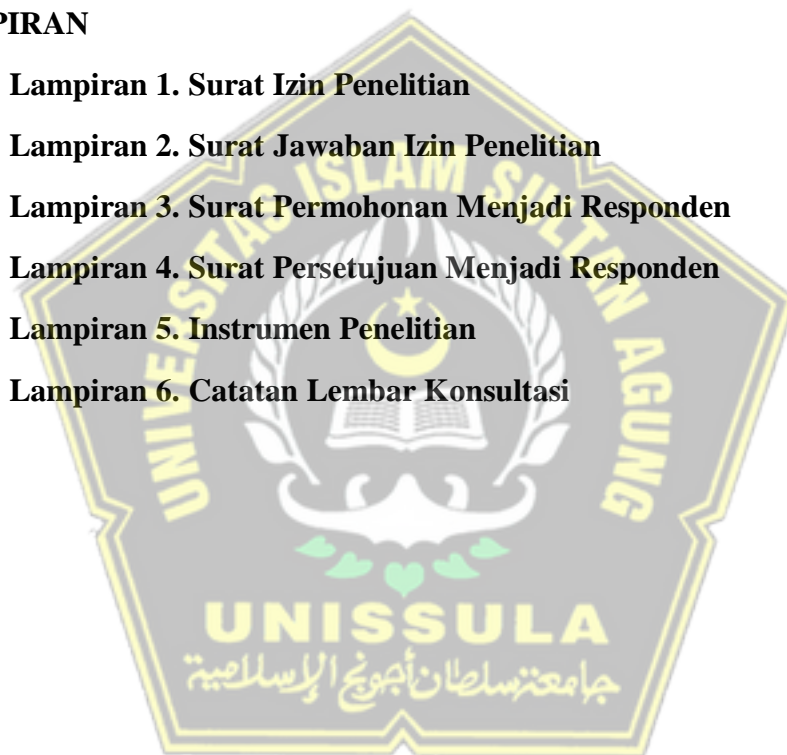 PIRAN
Lampiran 1. Surat Izin Penelitian
Lampiran 2. Surat Jawaban Izin Penelitian
Lampiran 3. Surat Permohonan Menjadi Responden
Lampiran 4. Surat Persetujuan Menjadi Responden
Lampiran 5. Instrumen Penelitian
Lampiran 6. Catatan Lembar Konsultasi
UNIVERSITAS ISLAM SULTAN AGUNG
UNISSULA
جامعتنسلطان أجونج الإسلامية